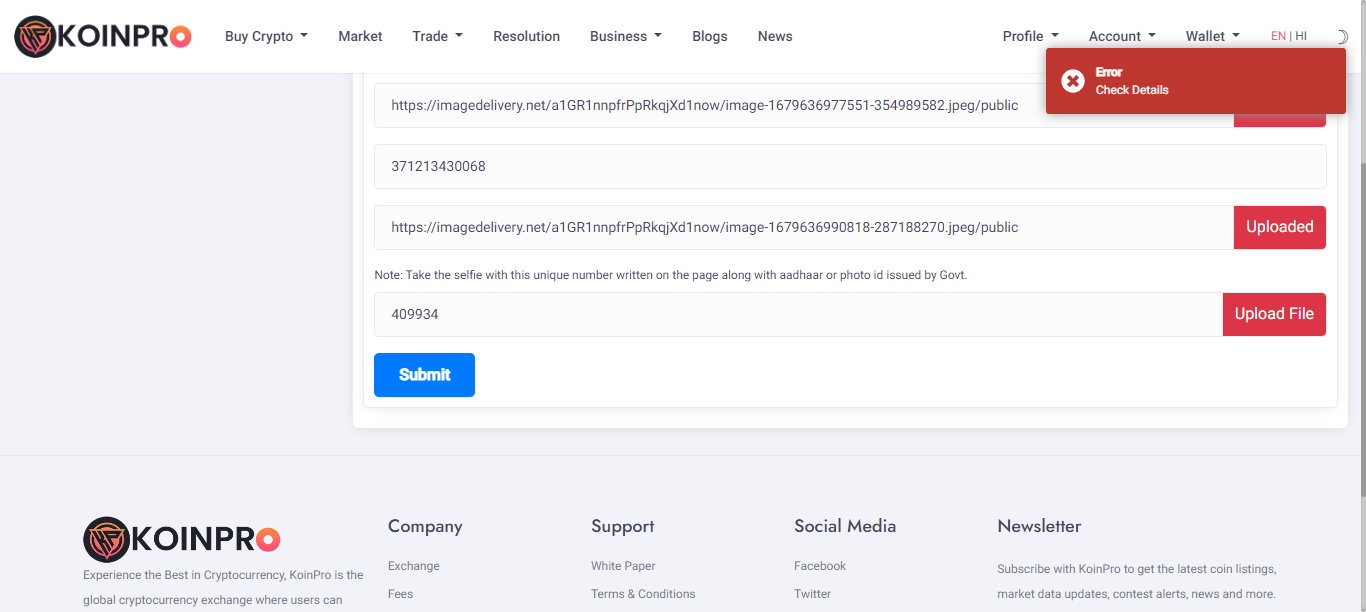 KOINPRO Buy Crypto Market Trade Resolution Business Blogs News Profile Account Wallet EN | HI
Error
Check Details
https://imagedelivery.net/a1GR1nnpfrPpRkqjXd1now/image-1679636977551-354989582.jpeg/public
371213430068
https://imagedelivery.net/a1GR1nnpfrPpRkqjXd1now/image-1679636990818-287188270.jpeg/public Uploaded
Note: Take the selfie with this unique number written on the page along with aadhaar or photo id issued by Govt.
409934 Upload File
Submit
KOINPRO
Experience the Best in Cryptocurrency, KoinPro is the
global cryptocurrency exchange where users can
Company
Exchange
Fees
Support
White Paper
Terms & Conditions
Social Media
Facebook
Twitter
Newsletter
Subscribe with KoinPro to get the latest coin listings,
market data updates, contest alerts, news and more.